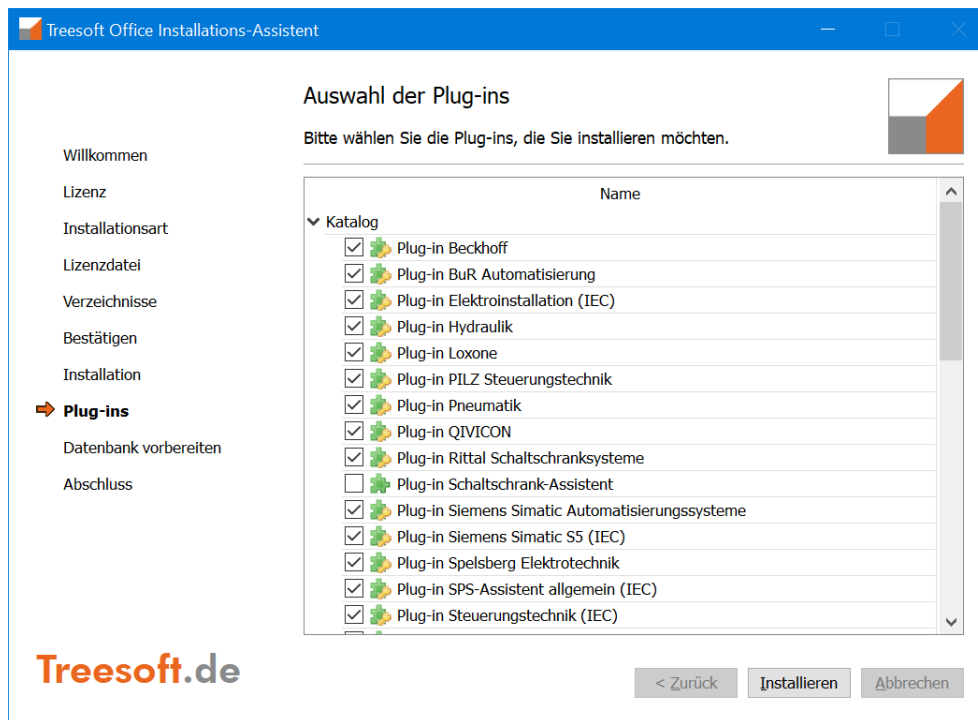 Treesoft Office Installations-Assistent
Auswahl der Plug-ins
Bitte wählen Sie die Plug-ins, die Sie installieren möchten.
Willkommen
Lizenz
Installationsart
Lizenzdatei
Verzeichnisse
Bestätigen
Installation
Plug-ins
Datenbank vorbereiten
Abschluss
Name
Katalog
Plug-in Beckhoff
Plug-in BuR Automatisierung
Plug-in Elektroinstallation (IEC)
Plug-in Hydraulik
Plug-in Loxone
Plug-in PILZ Steuerungstechnik
Plug-in Pneumatik
Plug-in QIVICON
Plug-in Rittal Schaltschranksysteme
Plug-in Schaltschrank-Assistent
Plug-in Siemens Simatic Automatisierungssysteme
Plug-in Siemens Simatic S5 (IEC)
Plug-in Spelsberg Elektrotechnik
Plug-in SPS-Assistent allgemein (IEC)
Plug-in Steuerungstechnik (IEC)
Treesoft.de
< Zurück
Installieren
Abbrechen